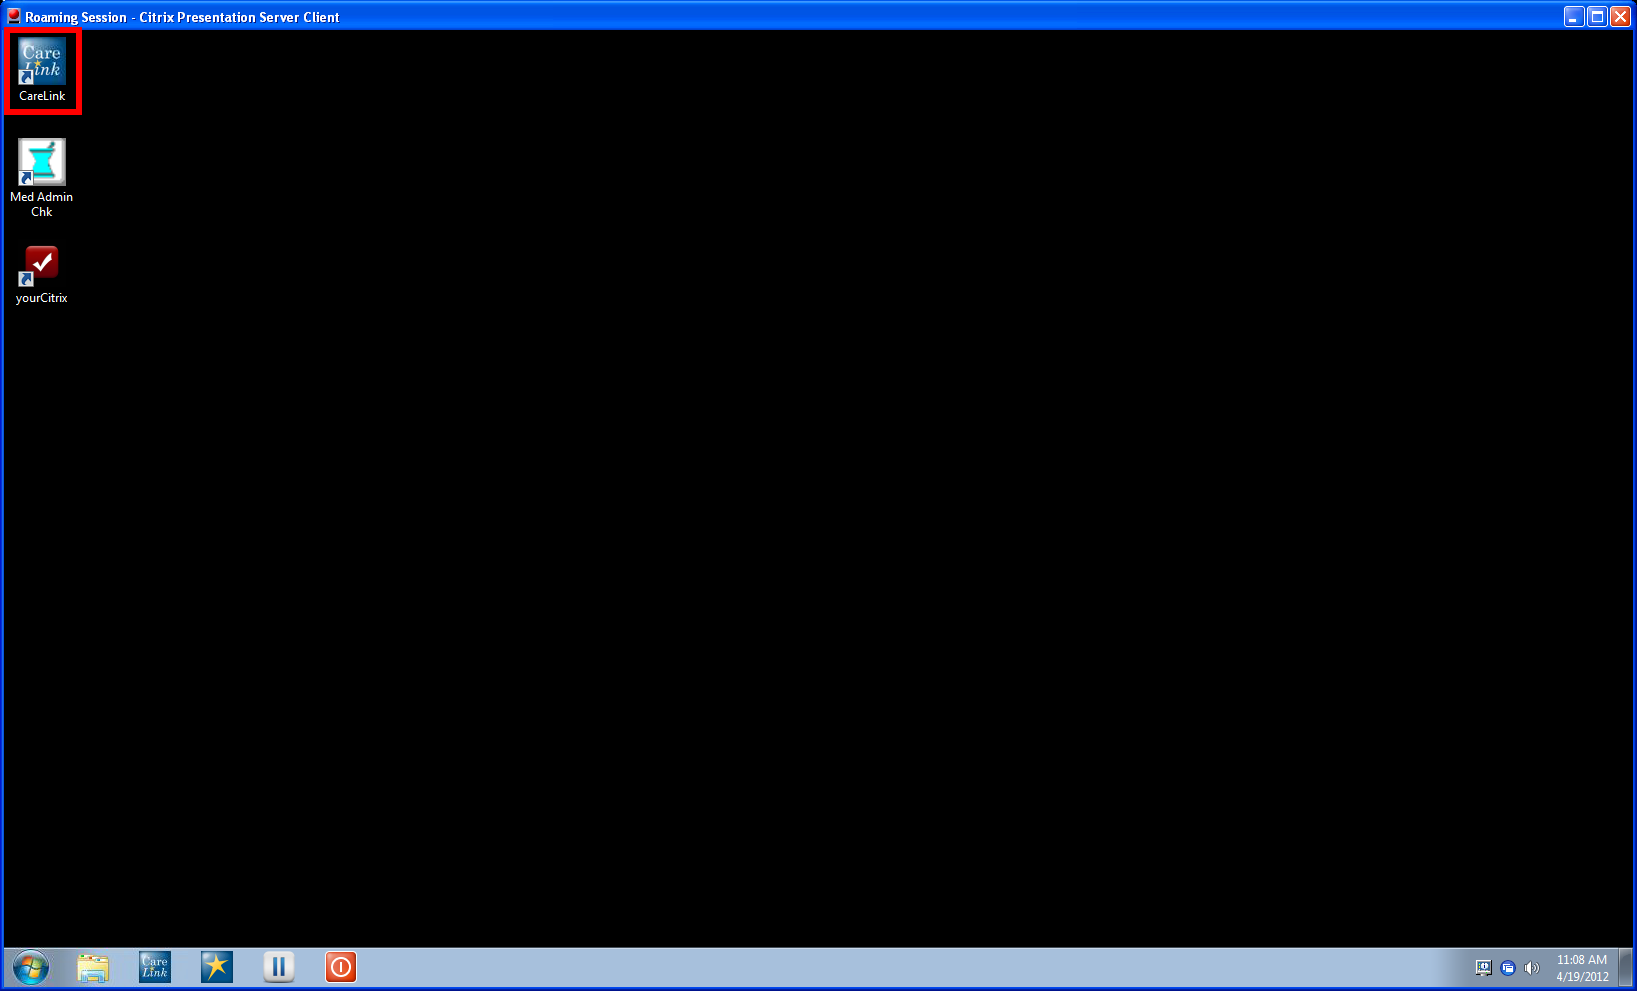 Roaming Session - Citrix Presentation Server Client
Care
Link
CareLink
Med Admin
Chk
yourCitrix
Care
Link
11:08 AM
4/19/2012